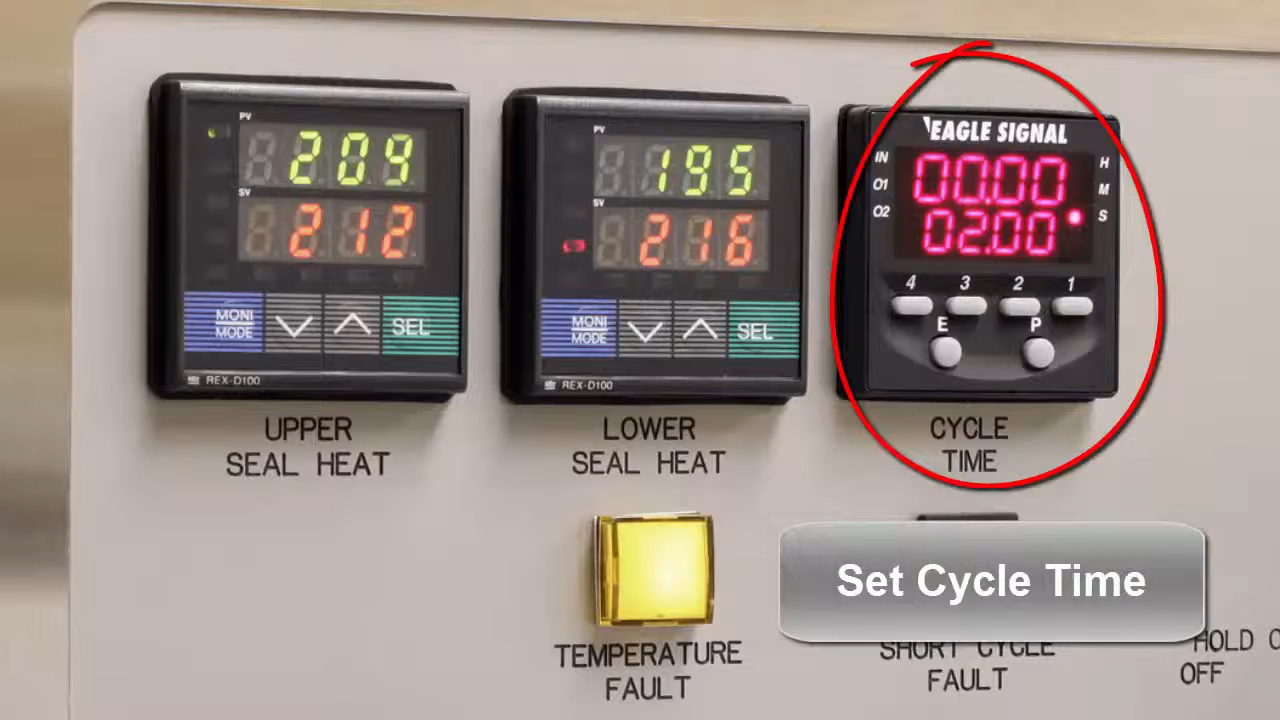 PV
209
SV
212
MONI
MODE
SEL
REX-D100
UPPER
SEAL HEAT
PV
195
SV
216
MONI
MODE
SEL
REX-D100
LOWER
SEAL HEAT
EAGLE SIGNAL
IN
O1
O2
00.00
02.00
H
M
S
4 3 2 1
E P
CYCLE
TIME
Set Cycle Time
TEMPERATURE
FAULT
SHORT CYCLE
FAULT
HOLD
OFF